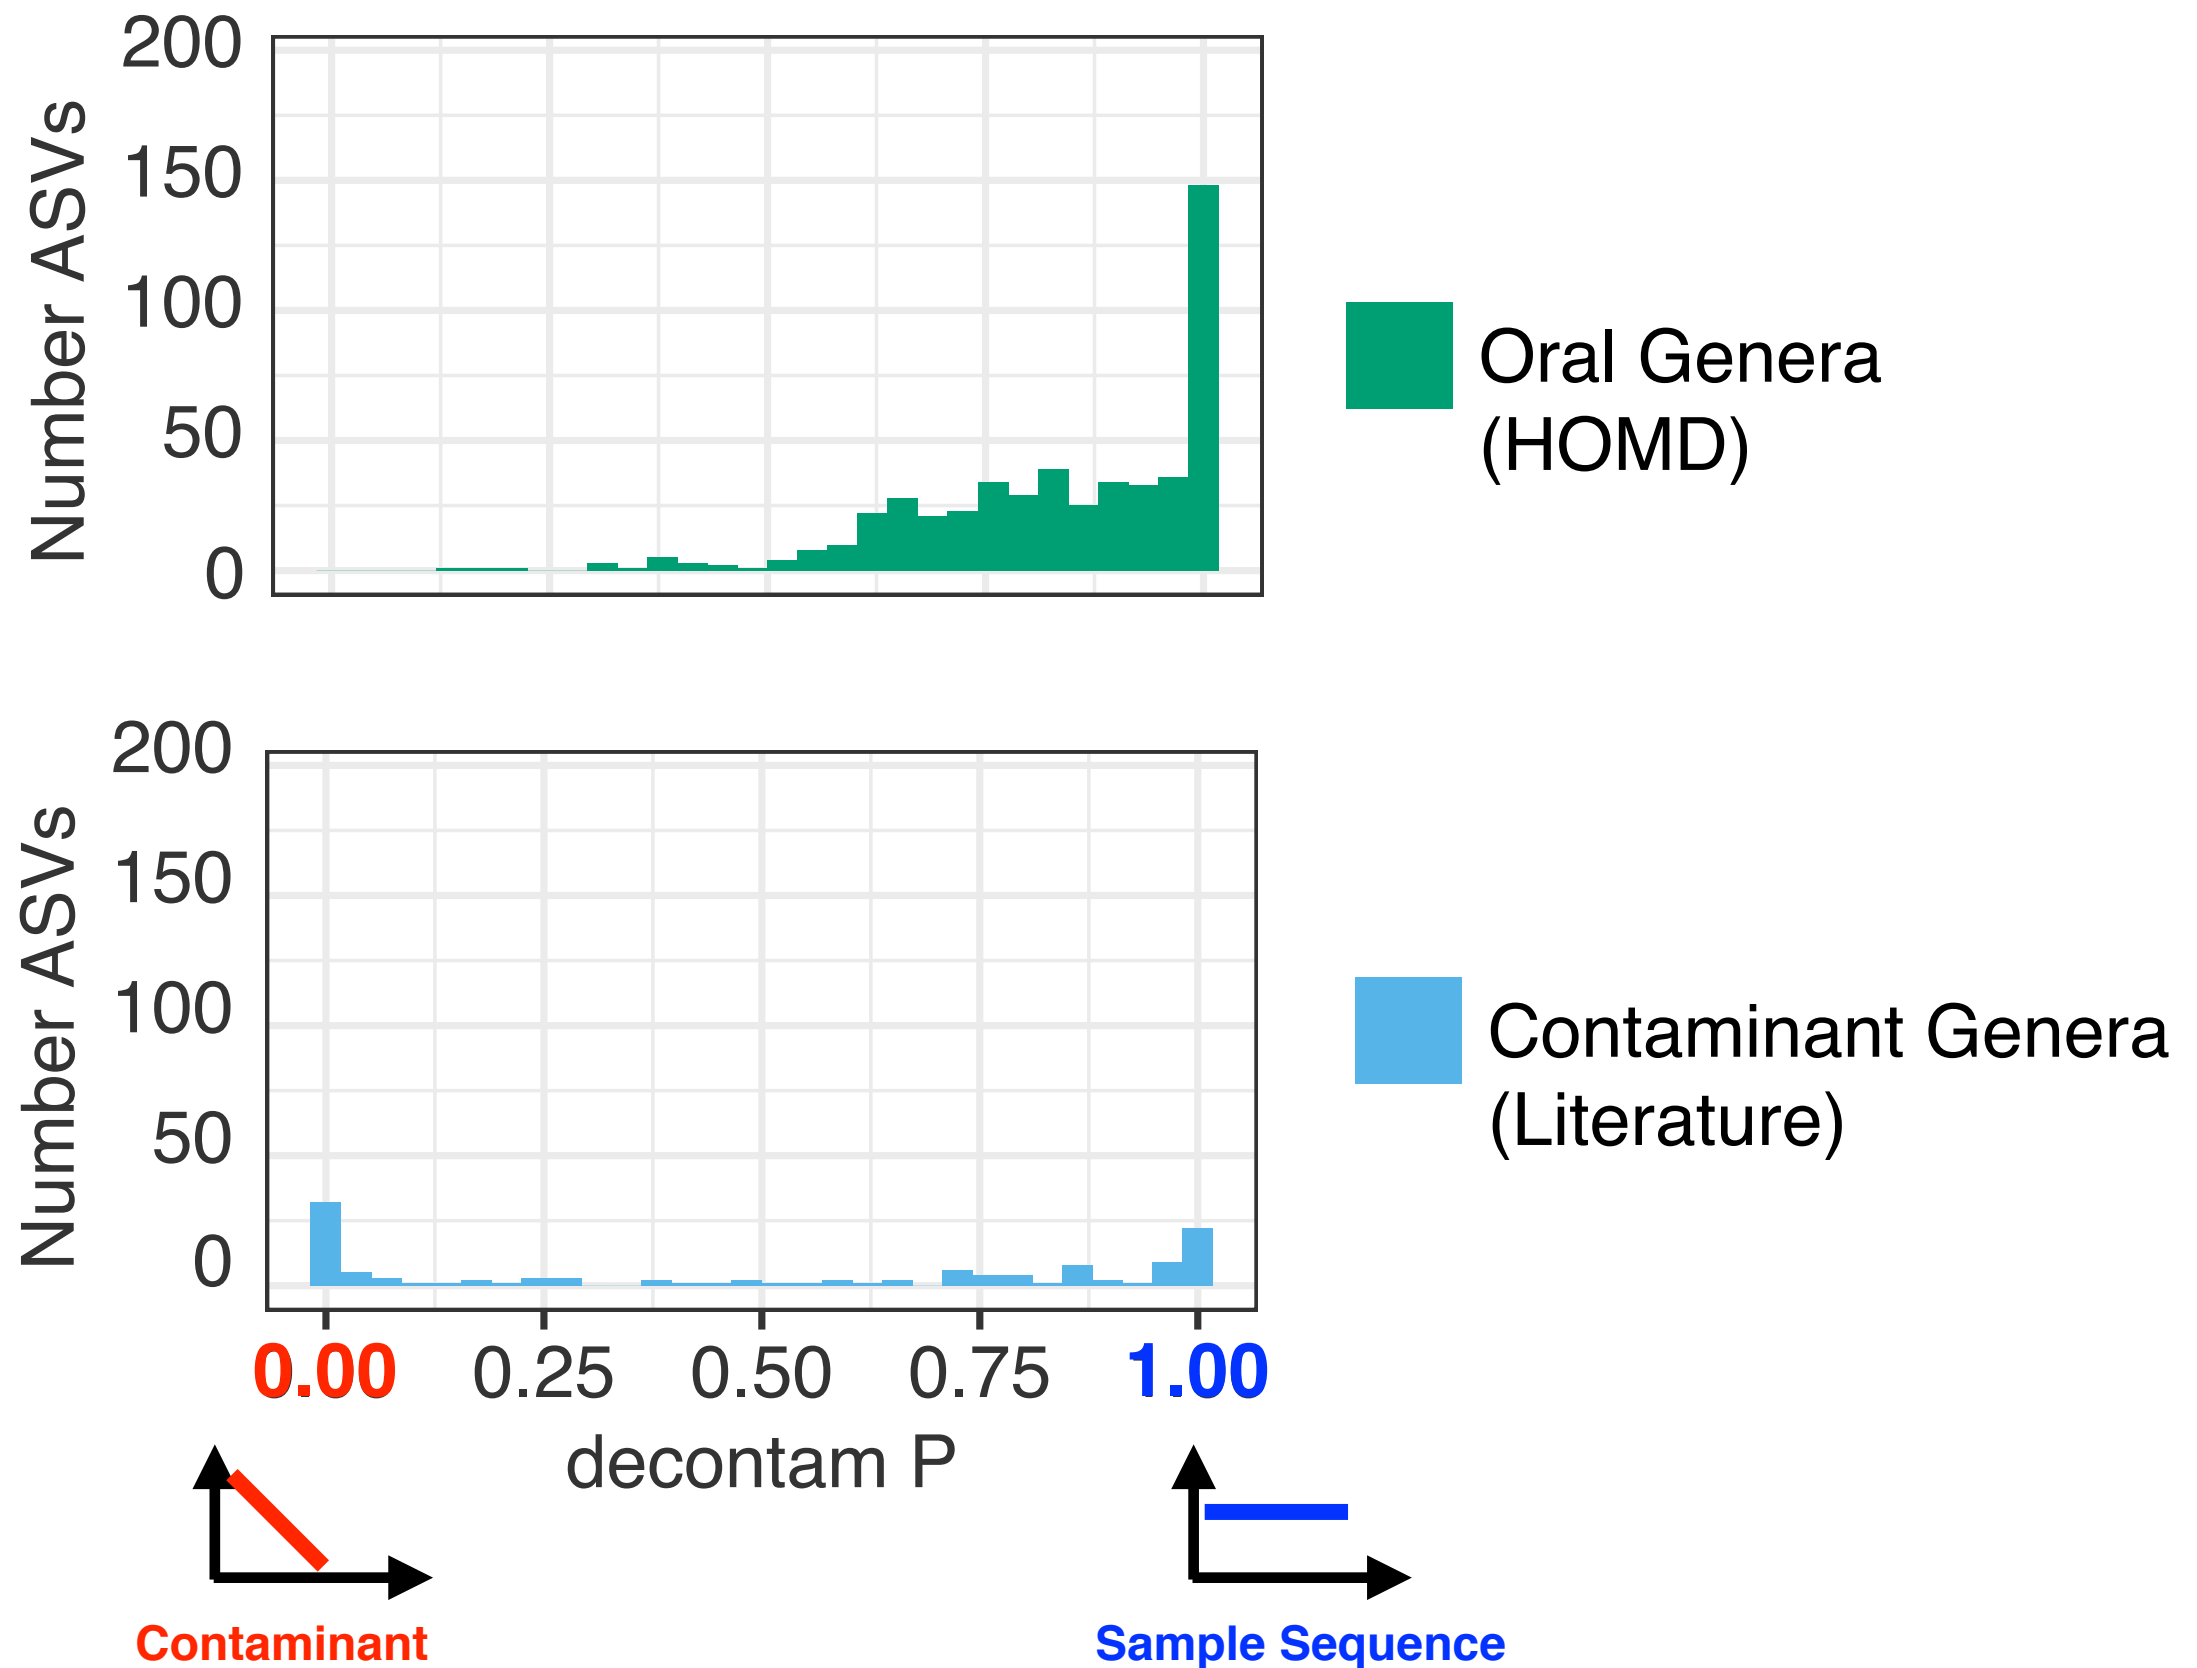 200
150
100
50
0
Number ASVs
Oral Genera
(HOMD)
200
150
100
50
0
Number ASVs
Contaminant Genera
(Literature)
0.00 0.25 0.50 0.75 1.00
decontam P
Contaminant
Sample Sequence